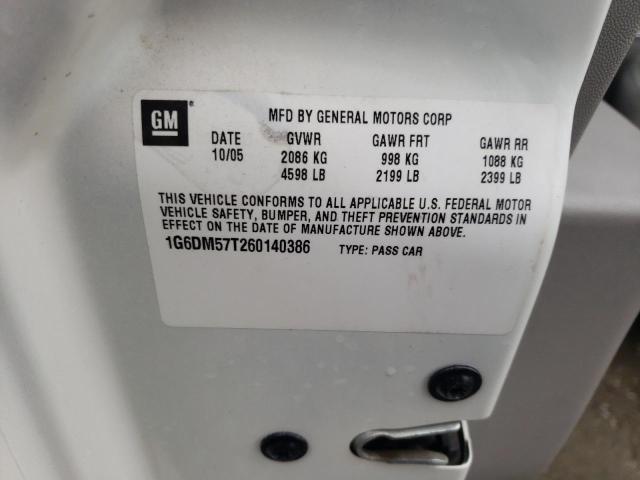 GM
MFD BY GENERAL MOTORS CORP
DATE GVWR GAWR FRT GAWR RR
10/05 2086 KG 998 KG 1088 KG
4598 LB 2199 LB 2399 LB
THIS VEHICLE CONFORMS TO ALL APPLICABLE U.S. FEDERAL MOTOR
VEHICLE SAFETY, BUMPER, AND THEFT PREVENTION STANDARDS IN
EFFECT ON THE DATE OF MANUFACTURE SHOWN ABOVE.
1G6DM57T260140386 TYPE: PASS CAR